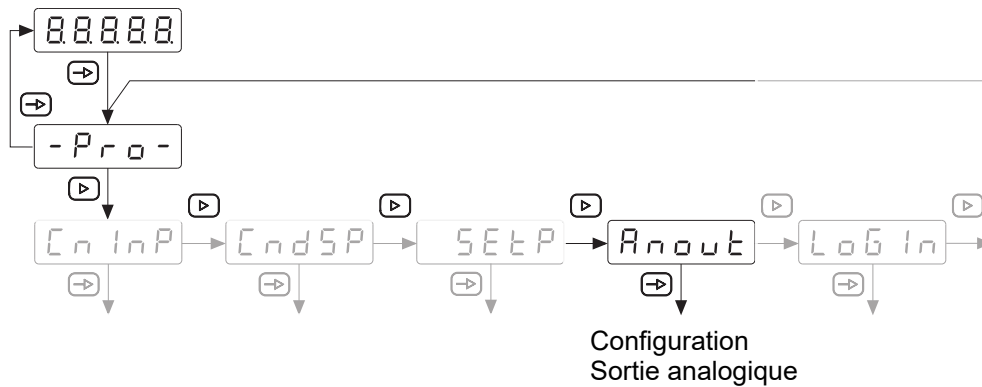 8.8.8.8.8.
-Pro-
CnInP CndSP SEtP Anout LoGIn
Configuration
Sortie analogique